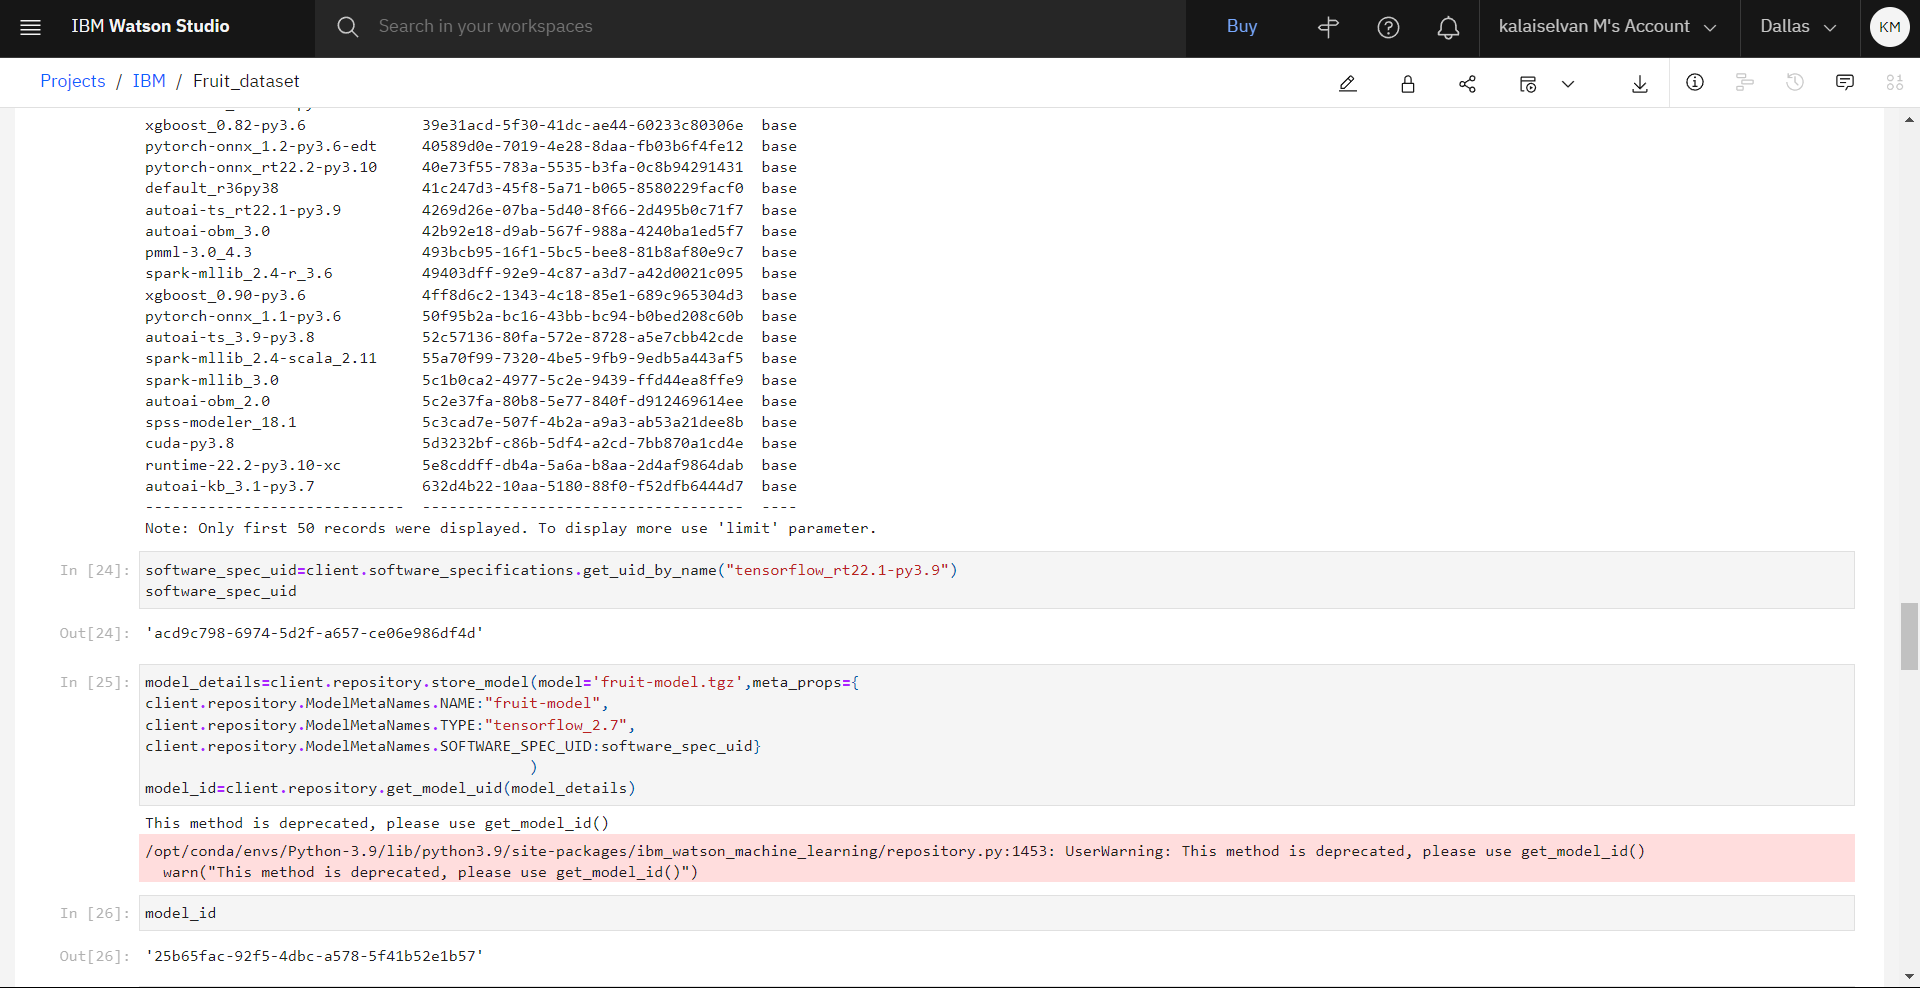 IBM Watson Studio
Search in your workspaces
Buy
kalaiselvan M's Account
Dallas
KM
Projects / IBM / Fruit_dataset
xgboost_0.82-py3.6 39e31acd-5f30-41dc-ae44-60233c80306e base
pytorch-onnx_1.2-py3.6-edt 40589d0e-7019-4e28-8daa-fb03b6f4fe12 base
pytorch-onnx_rt22.2-py3.10 40e73f55-783a-5535-b3fa-0c8b94291431 base
default_r36py38 41c247d3-45f8-5a71-b065-8580229facf0 base
autoai-ts_rt22.1-py3.9 4269d26e-07ba-5d40-8f66-2d495b0c71f7 base
autoai-obm_3.0 42b92e18-d9ab-567f-988a-4240ba1ed5f7 base
pmml-3.0_4.3 493bcb95-16f1-5bc5-bee8-81b8af80e9c7 base
spark-mllib_2.4-r_3.6 49403dff-92e9-4c87-a3d7-a42d0021c095 base
xgboost_0.90-py3.6 4ff8d6c2-1343-4c18-85e1-689c965304d3 base
pytorch-onnx_1.1-py3.6 50f95b2a-bc16-43bb-bc94-b0bed208c60b base
autoai-ts_3.9-py3.8 52c57136-80fa-572e-8728-a5e7cbb42cde base
spark-mllib_2.4-scala_2.11 55a70f99-7320-4be5-9fb9-9edb5a443af5 base
spark-mllib_3.0 5c1b0ca2-4977-5c2e-9439-ffd44ea8ffe9 base
autoai-obm_2.0 5c2e37fa-80b8-5e77-840f-d912469614ee base
spss-modeler_18.1 5c3cad7e-507f-4b2a-a9a3-ab53a21dee8b base
cuda-py3.8 5d3232bf-c86b-5df4-a2cd-7bb870a1cd4e base
runtime-22.2-py3.10-xc 5e8cddff-db4a-5a6a-b8aa-2d4af9864dab base
autoai-kb_3.1-py3.7 632d4b22-10aa-5180-88f0-f52dfb6444d7 base
----------------------------- ------------------------------------ ----
Note: Only first 50 records were displayed. To display more use 'limit' parameter.
In [24]: software_spec_uid=client.software_specifications.get_uid_by_name("tensorflow_rt22.1-py3.9")
software_spec_uid
Out[24]: 'acd9c798-6974-5d2f-a657-ce06e986df4d'
In [25]: model_details=client.repository.store_model(model='fruit-model.tgz',meta_props={
client.repository.ModelMetaNames.NAME:"fruit-model",
client.repository.ModelMetaNames.TYPE:"tensorflow_2.7",
client.repository.ModelMetaNames.SOFTWARE_SPEC_UID:software_spec_uid}
)
model_id=client.repository.get_model_uid(model_details)
This method is deprecated, please use get_model_id()
/opt/conda/envs/Python-3.9/lib/python3.9/site-packages/ibm_watson_machine_learning/repository.py:1453: UserWarning: This method is deprecated, please use get_model_id()
warn("This method is deprecated, please use get_model_id()")
In [26]: model_id
Out[26]: '25b65fac-92f5-4dbc-a578-5f41b52e1b57'